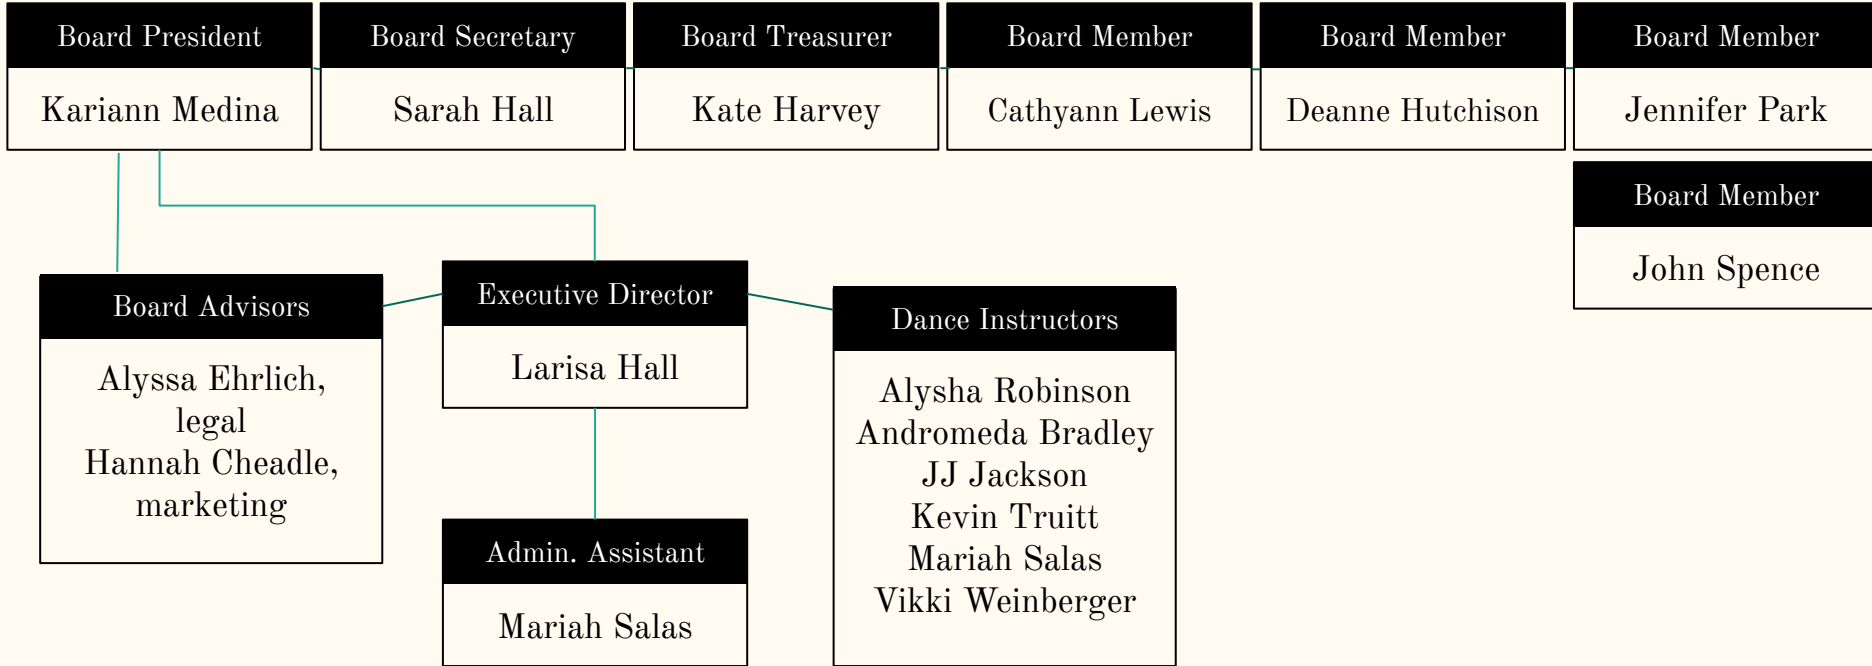 Board President
Kariann Medina
Board Secretary
Sarah Hall
Board Treasurer
Kate Harvey
Board Member
Cathyann Lewis
Board Member
Deanne Hutchison
Board Member
Jennifer Park
Board Member
John Spence
Board Advisors
Alyssa Ehrlich,
legal
Hannah Cheadle,
marketing
Executive Director
Larisa Hall
Dance Instructors
Alysha Robinson
Andromeda Bradley
JJ Jackson
Kevin Truitt
Mariah Salas
Vikki Weinberger
Admin. Assistant
Mariah Salas